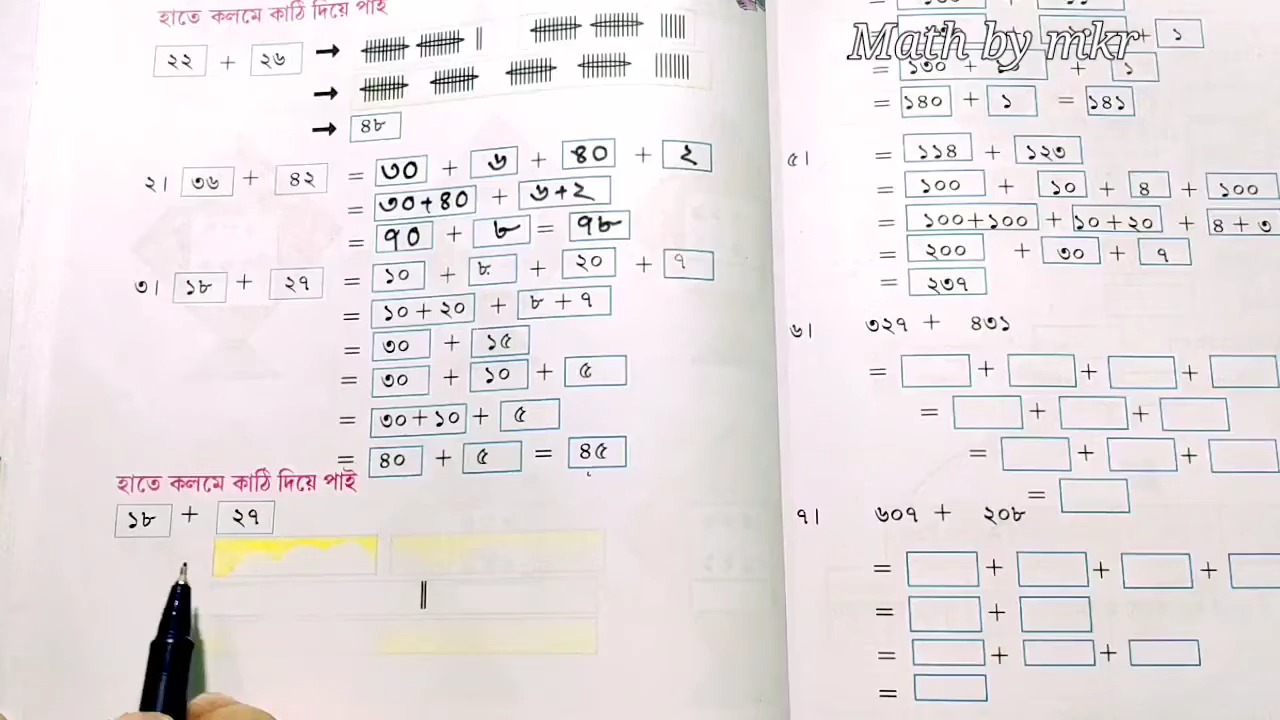 হাতে কলমে কাঠি দিয়ে পাই
২২ + ২৬ →
→
→ ৪৮
২। ৩৬ + ৪২ = ৩০ + ৬ + ৪০ + ২
= ৩০+৪০ + ৬+২
= ৭০ + ৮ = ৭৮
৩। ১৮ + ২৭ = ১০ + ৮ + ২০ + ৭
= ১০+২০ + ৮+৭
= ৩০ + ১৫
= ৩০ + ১০ + ৫
= ৩০+১০ + ৫
= ৪০ + ৫ = ৪৫
হাতে কলমে কাঠি দিয়ে পাই
১৮ + ২৭
Math by mkr
+ ১
= ১৩০ + + ১
= ১৪০ + ১ = ১৪১
৫। = ১১৪ + ১২৩
= ১০০ + ১০ + ৪ + ১০০
= ১০০+১০০ + ১০+২০ + ৪+৩
= ২০০ + ৩০ + ৭
= ২৩৭
৬। ৩২৭ + ৪৩১
= + + +
= + +
= + +
=
৭। ৬০৭ + ২০৮
= + + +
= +
= + +
=